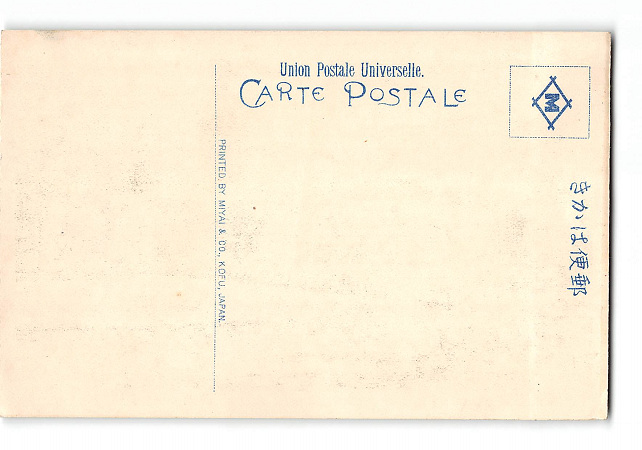 Union Postale Universelle.
CARTE POSTALE
M
PRINTED BY MIYAI & CO., KOFU, JAPAN.
きかは便郵